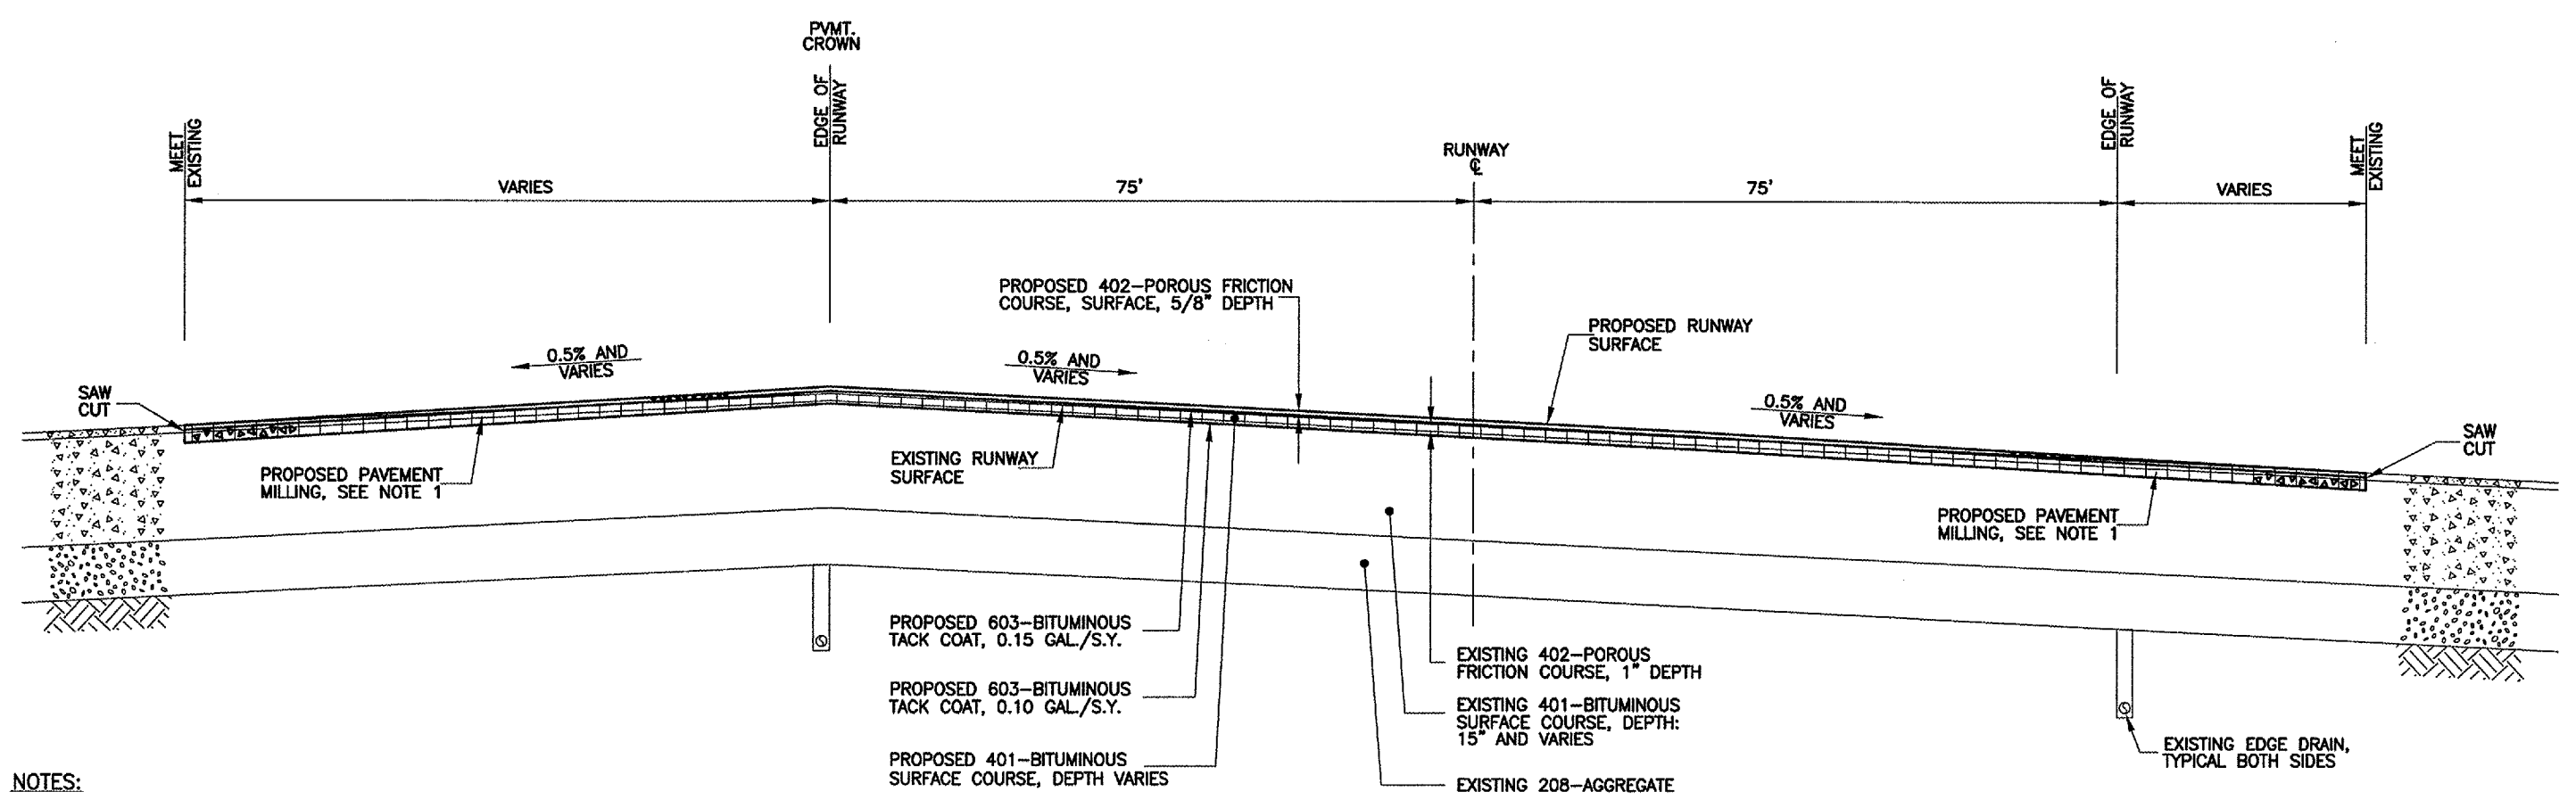 PVMT.
CROWN
MEET
EXISTING
EDGE OF
RUNWAY
RUNWAY
℄
EDGE OF
RUNWAY
MEET
EXISTING
VARIES
75'
75'
VARIES
PROPOSED 402-POROUS FRICTION
COURSE, SURFACE, 5/8" DEPTH
PROPOSED RUNWAY
SURFACE
0.5% AND
VARIES
0.5% AND
VARIES
0.5% AND
VARIES
SAW
CUT
SAW
CUT
PROPOSED PAVEMENT
MILLING, SEE NOTE 1
EXISTING RUNWAY
SURFACE
PROPOSED PAVEMENT
MILLING, SEE NOTE 1
PROPOSED 603-BITUMINOUS
TACK COAT, 0.15 GAL./S.Y.
PROPOSED 603-BITUMINOUS
TACK COAT, 0.10 GAL./S.Y.
PROPOSED 401-BITUMINOUS
SURFACE COURSE, DEPTH VARIES
EXISTING 402-POROUS
FRICTION COURSE, 1" DEPTH
EXISTING 401-BITUMINOUS
SURFACE COURSE, DEPTH:
15" AND VARIES
EXISTING 208-AGGREGATE
EXISTING EDGE DRAIN,
TYPICAL BOTH SIDES
NOTES: